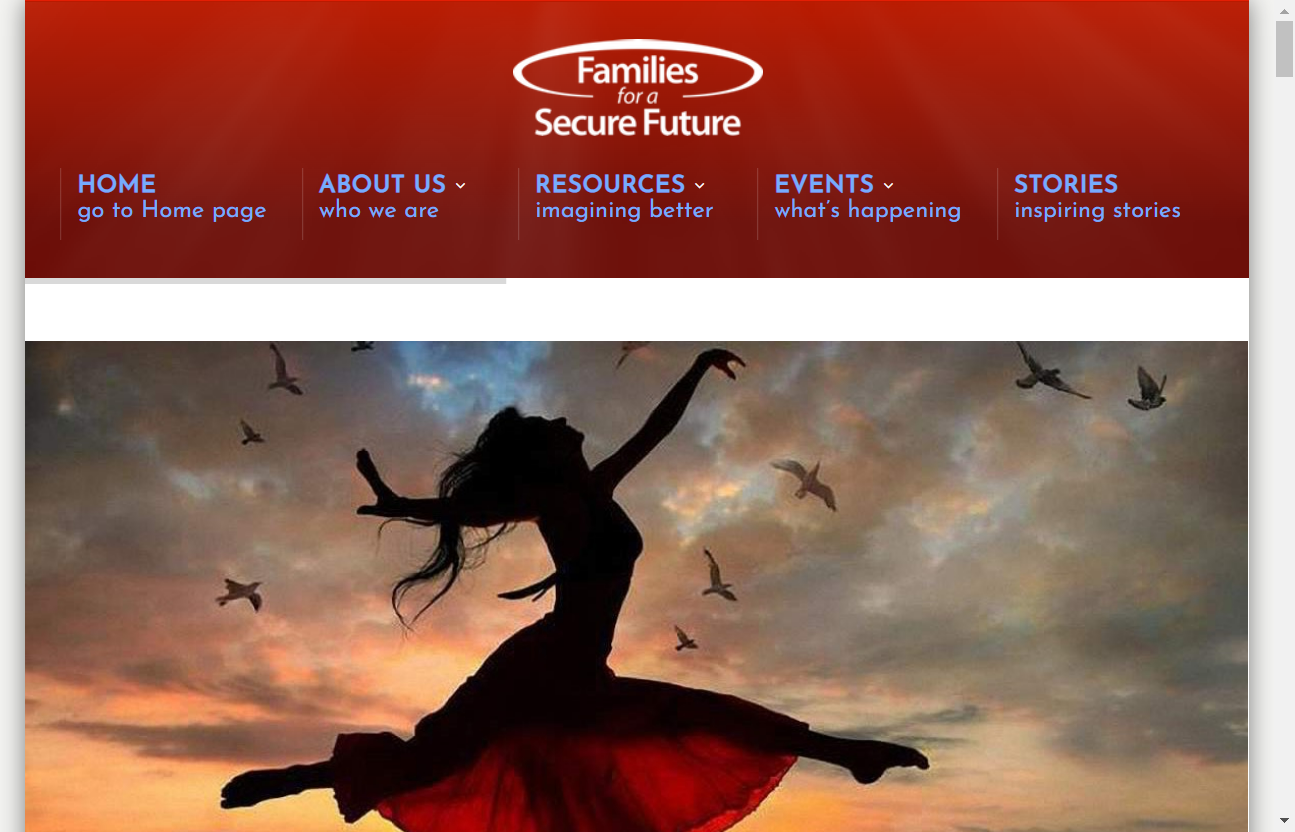 Families
for a
Secure Future
HOME
go to Home page
ABOUT US
who we are
RESOURCES
imagining better
EVENTS
what's happening
STORIES
inspiring stories